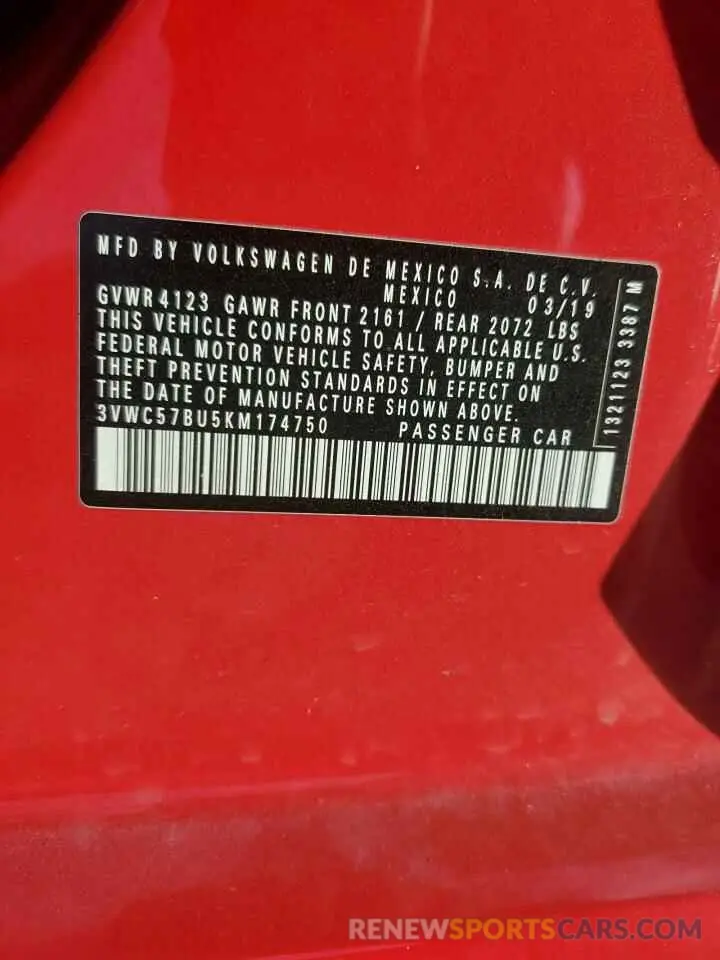 MFD BY VOLKSWAGEN DE MEXICO S.A. DE C.V.
MEXICO 03/19
GVWR 4123 GAWR FRONT 2161 / REAR 2072 LBS
THIS VEHICLE CONFORMS TO ALL APPLICABLE U.S.
FEDERAL MOTOR VEHICLE SAFETY, BUMPER AND
THEFT PREVENTION STANDARDS IN EFFECT ON
THE DATE OF MANUFACTURE SHOWN ABOVE.
3VWC57BU5KM174750 PASSENGER CAR
1321123 3387 M
RENEWSPORTSCARS.COM